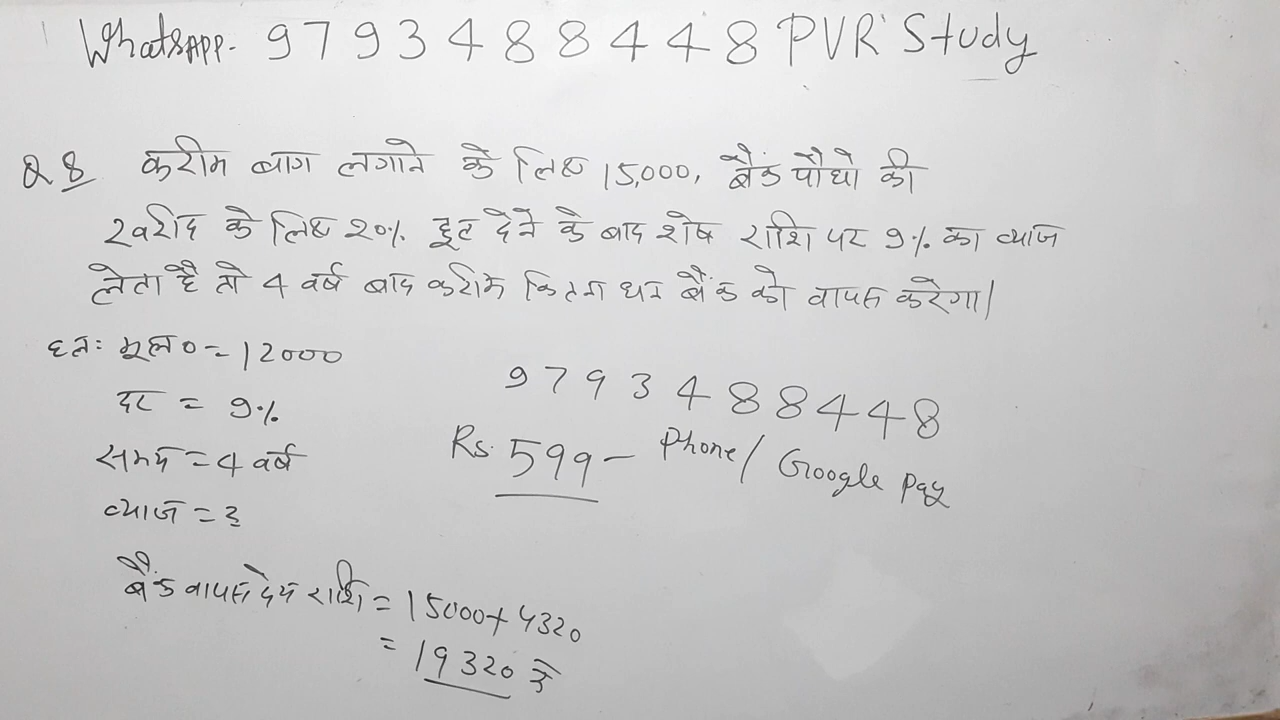 WhatsAPP- 9793488448 PVR Study
Q 8 करीम बाग लगाने के लिए 15,000, बैंक पौधो की
खरीद के लिए 20% छूट देने के बाद शेष राशि पर 9% का ब्याज
लेता है तो 4 वर्ष बाद करीम कितना धन बैंक को वापस करेगा।
हल: मूल० = 12000
दर = 9%
समय = 4 वर्ष
ब्याज = ?
9793488448
Rs. 599 - Phone/ Google Pay
बैंक वापस देय राशि = 15000+4320
= 19320 रु